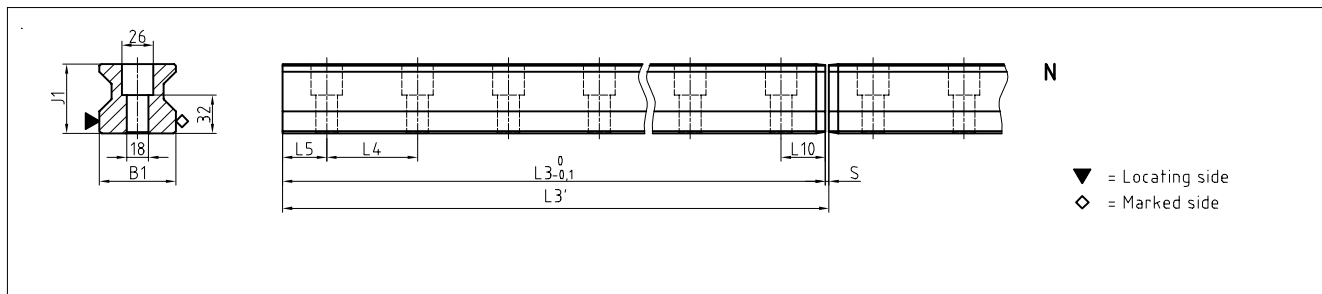 26
J1
32
18
B1
L5
L4
L10
L3 0 -0,1
S
L3'
N
▼ = Locating side
◇ = Marked side